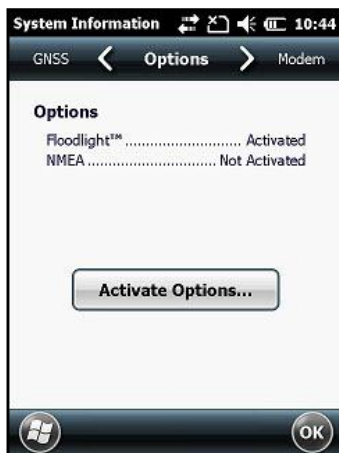 System Information 10:44
GNSS Options Modem
Options
Floodlight™ ........................... Activated
NMEA .............................. Not Activated
Activate Options...
OK